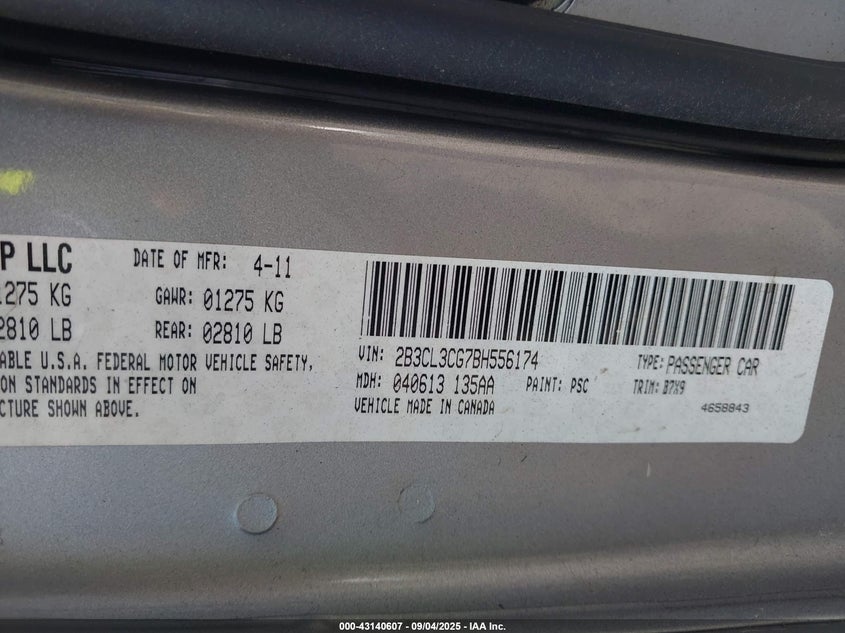 P LLC
DATE OF MFR: 4-11
1275 KG
GAWR: 01275 KG
2810 LB
REAR: 02810 LB
ABLE U.S.A. FEDERAL MOTOR VEHICLE SAFETY,
ON STANDARDS IN EFFECT ON
CTURE SHOWN ABOVE.
VIN: 2B3CL3CG7BH556174
TYPE: PASSENGER CAR
MDH: 040613 135AA
PAINT: PSC
TRIM: B7X9
VEHICLE MADE IN CANADA
4658843
000-43140607 - 09/04/2025 - IAA Inc.